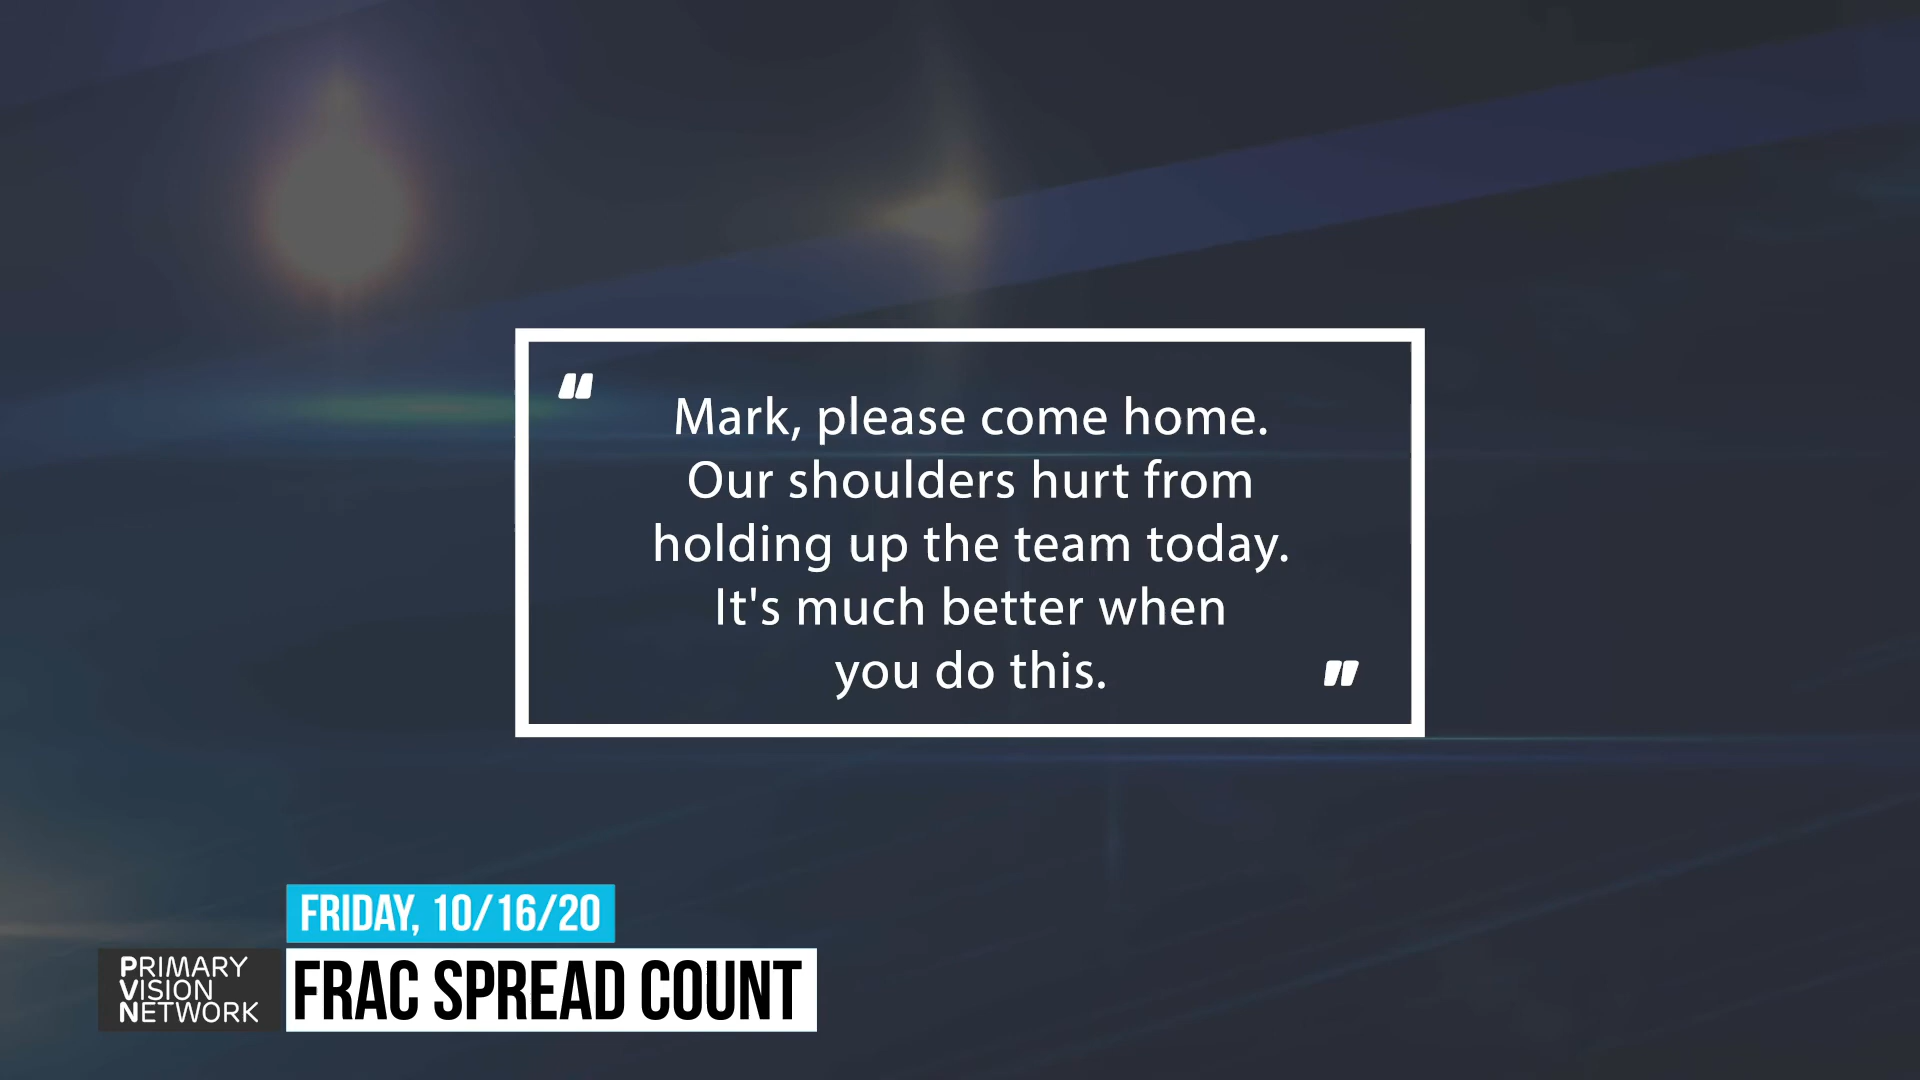 "
Mark, please come home.
Our shoulders hurt from
holding up the team today.
It's much better when
you do this.
"
FRIDAY, 10/16/20
PRIMARY
VISION
NETWORK
FRAC SPREAD COUNT